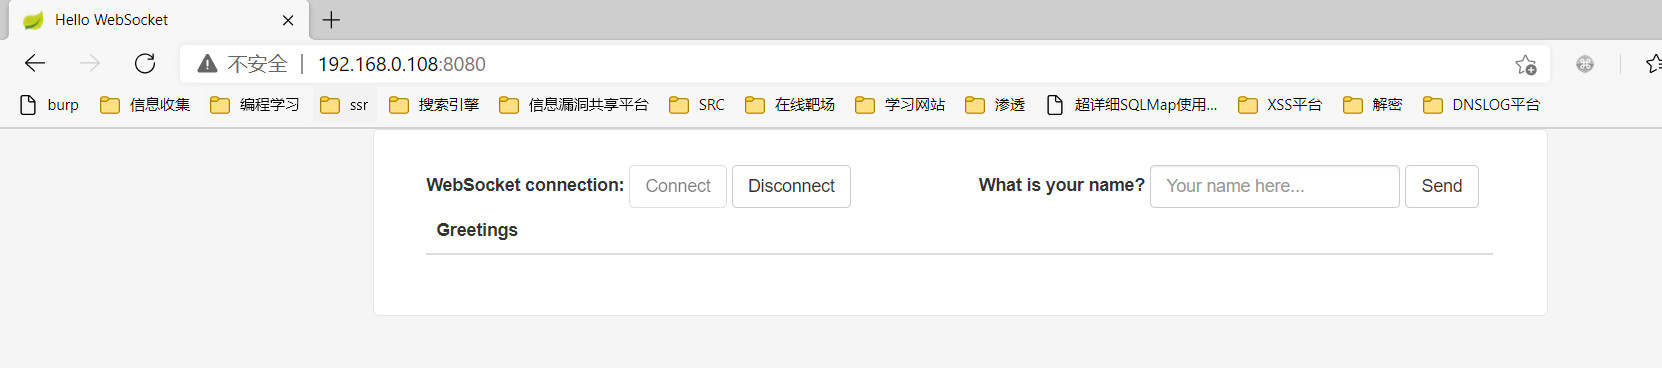 Hello WebSocket
不安全 192.168.0.108:8080
burp 信息收集 编程学习 ssr 搜索引擎 信息漏洞共享平台 SRC 在线靶场 学习网站 渗透 超详细SQLMap使用... XSS平台 解密 DNSLOG平台
WebSocket connection: Connect Disconnect What is your name? Your name here... Send
Greetings